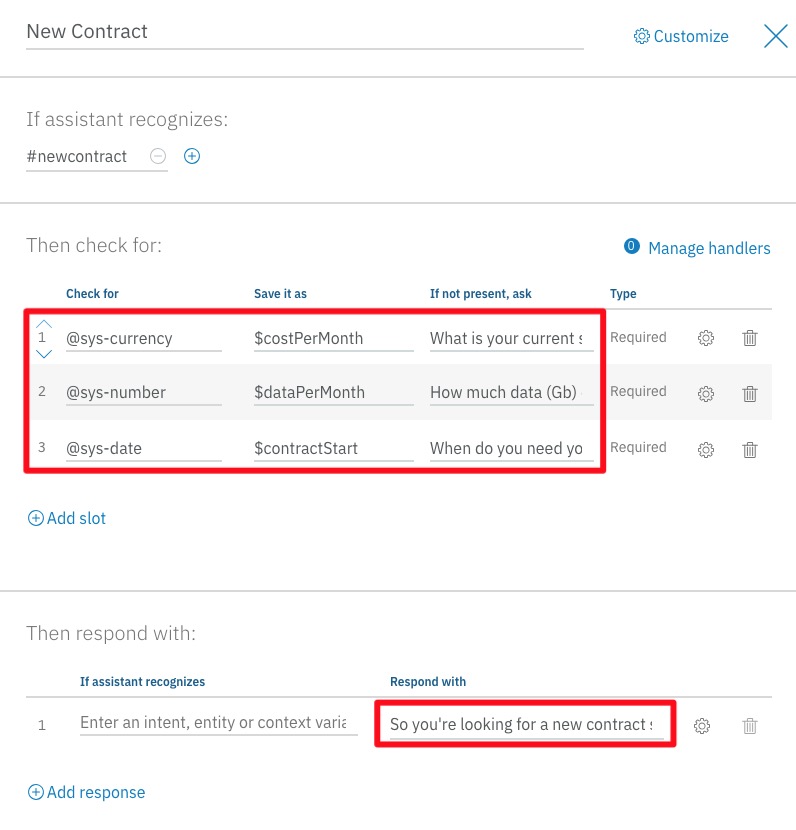 New Contract
Customize
If assistant recognizes:
#newcontract
Then check for:
0 Manage handlers
Check for Save it as If not present, ask Type
1 @sys-currency $costPerMonth What is your current s Required
2 @sys-number $dataPerMonth How much data (Gb) Required
3 @sys-date $contractStart When do you need yo Required
Add slot
Then respond with:
If assistant recognizes Respond with
1 Enter an intent, entity or context varia So you're looking for a new contract s
Add response